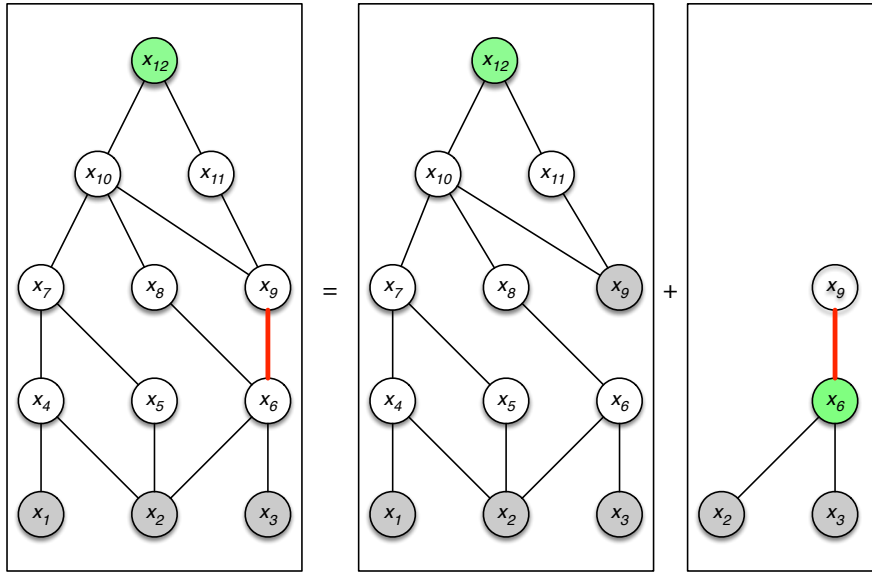 x12 x12
x10 x11 x10 x11
x7 x8 x9 = x7 x8 x9 + x9
x4 x5 x6 x4 x5 x6 x6
x1 x2 x3 x1 x2 x3 x2 x3